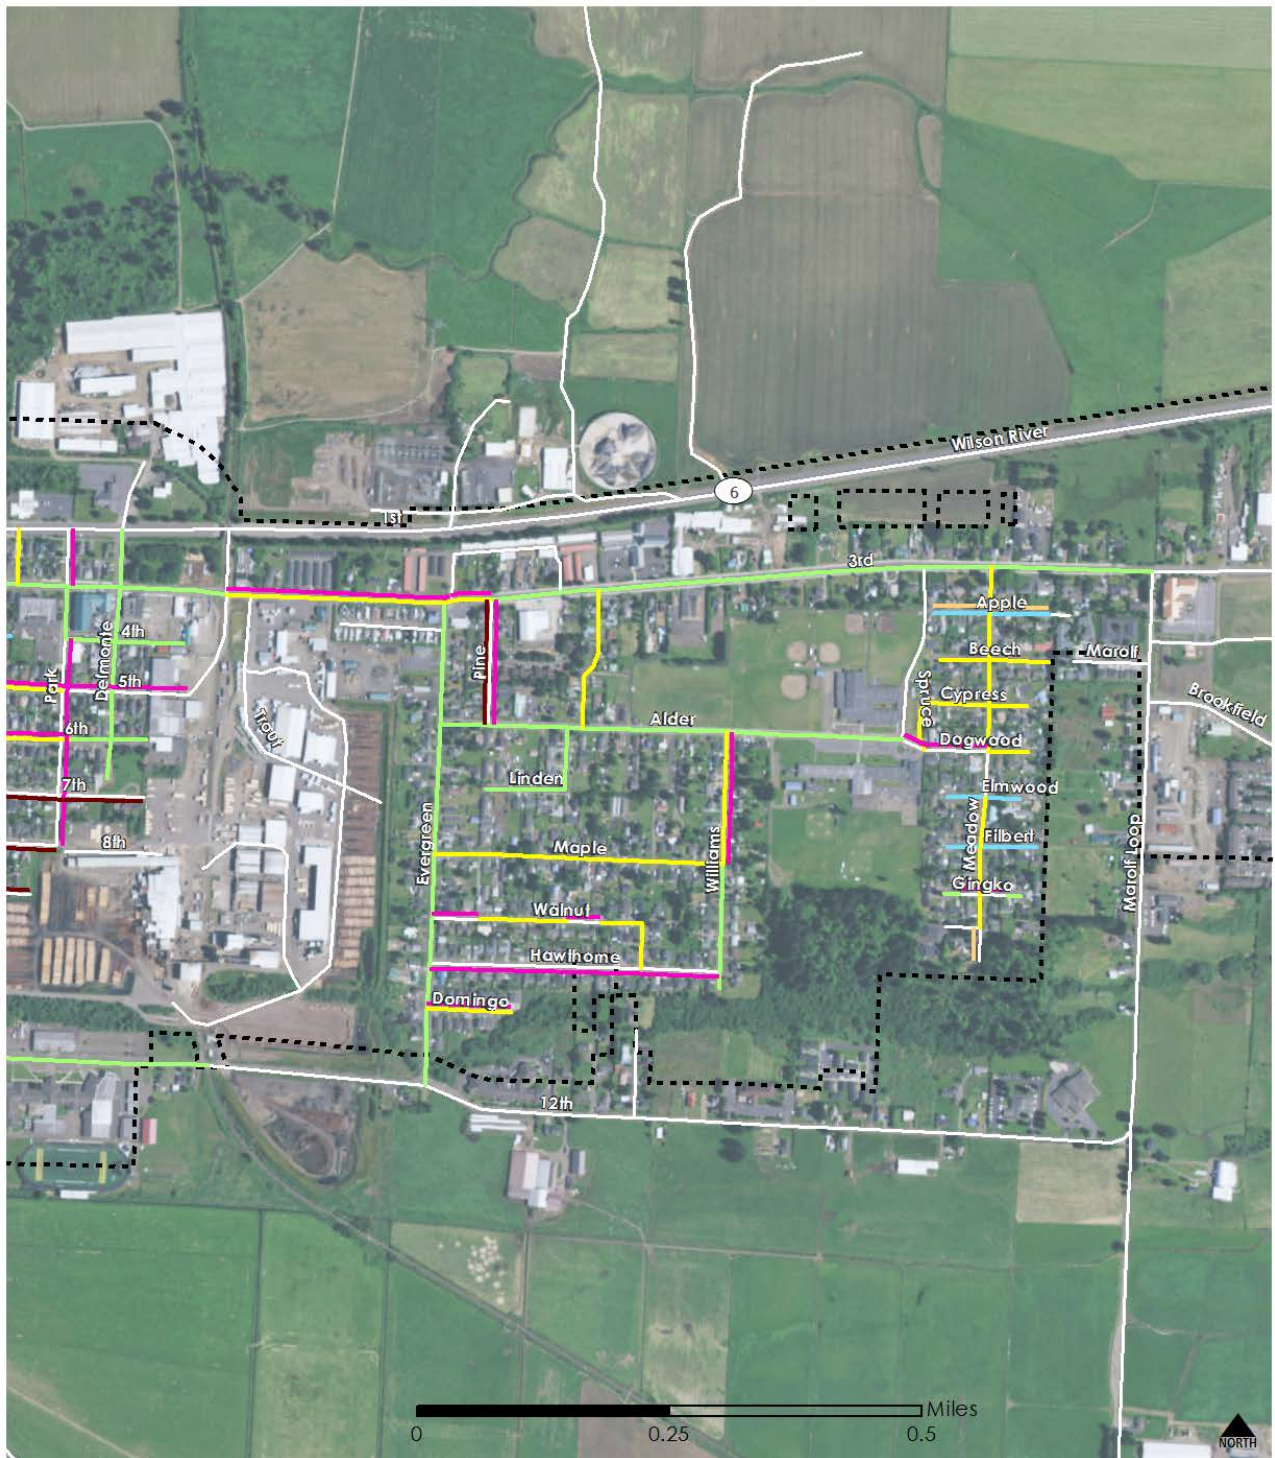 Wilson River
6
1st
3rd
Apple
4th
Delmonte
Pine
Beech
Marolf
Park
5th
Spruce
Cypress
Brookfield
6th
Trout
Alder
Dogwood
Linden
7th
Elmwood
Meadow
Filbert
8th
Evergreen
Maple
Williams
Marolf Loop
Gingko
Walnut
Hawthorne
Domingo
12th
Miles
0
0.25
0.5
NORTH